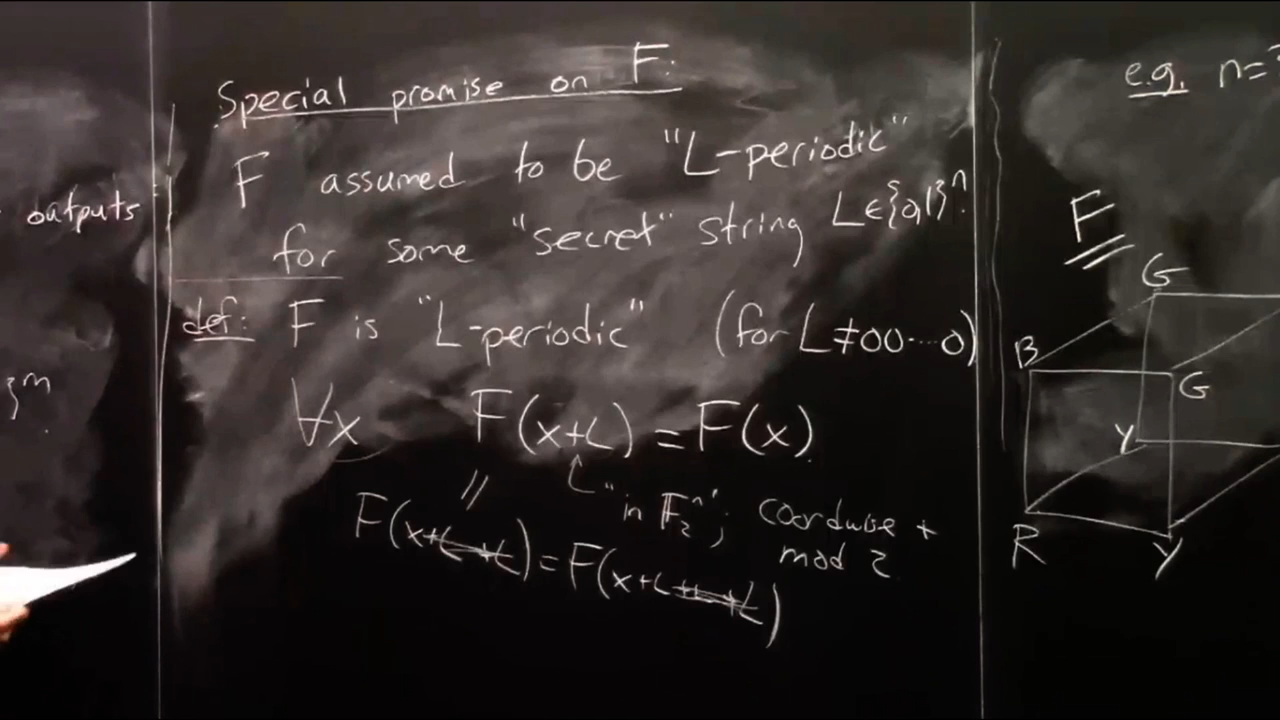 outputs
}^m
Special promise on F:
F assumed to be "L-periodic"
for some "secret" string L∈{0,1}^n.
def: F is "L-periodic" (for L≠00⋯0)
∀x F(x+L) = F(x)
"in F_2^n"; coordwise +
mod 2
F(x+L+L) = F(x+L+L+L)
e.g. n=
F
G
B
G
Y
R
Y